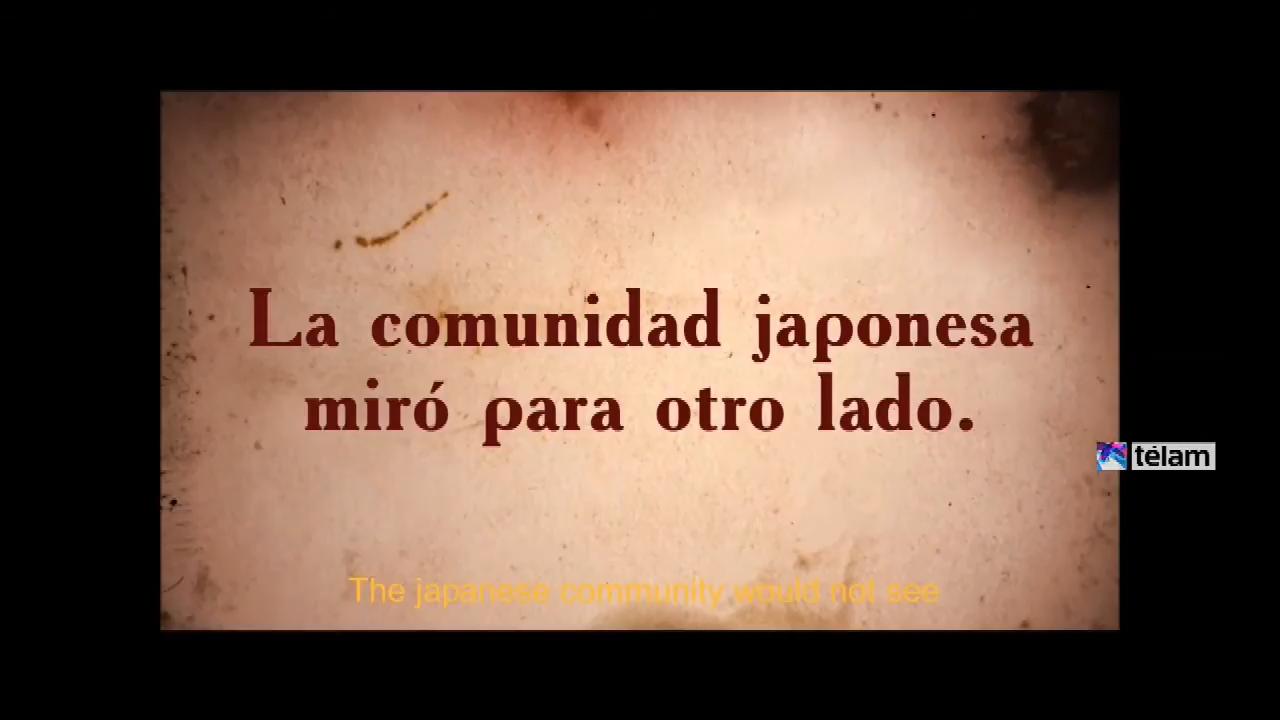 La comunidad japonesa
miró para otro lado.
télam
The japanese community would not see